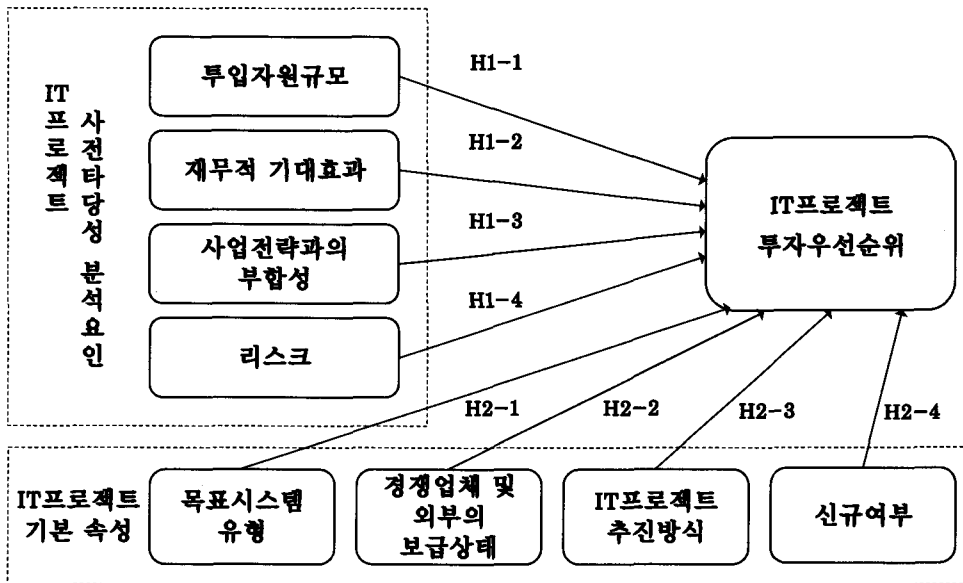 IT프로젝트
사전타당성 분석요인
투입자원규모
재무적 기대효과
사업전략과의
부합성
리스크
H1-1
H1-2
H1-3
H1-4
IT프로젝트
투자우선순위
H2-1
H2-2
H2-3
H2-4
IT프로젝트
기본 속성
목표시스템
유형
경쟁업체 및
외부의
보급상태
IT프로젝트
추진방식
신규여부